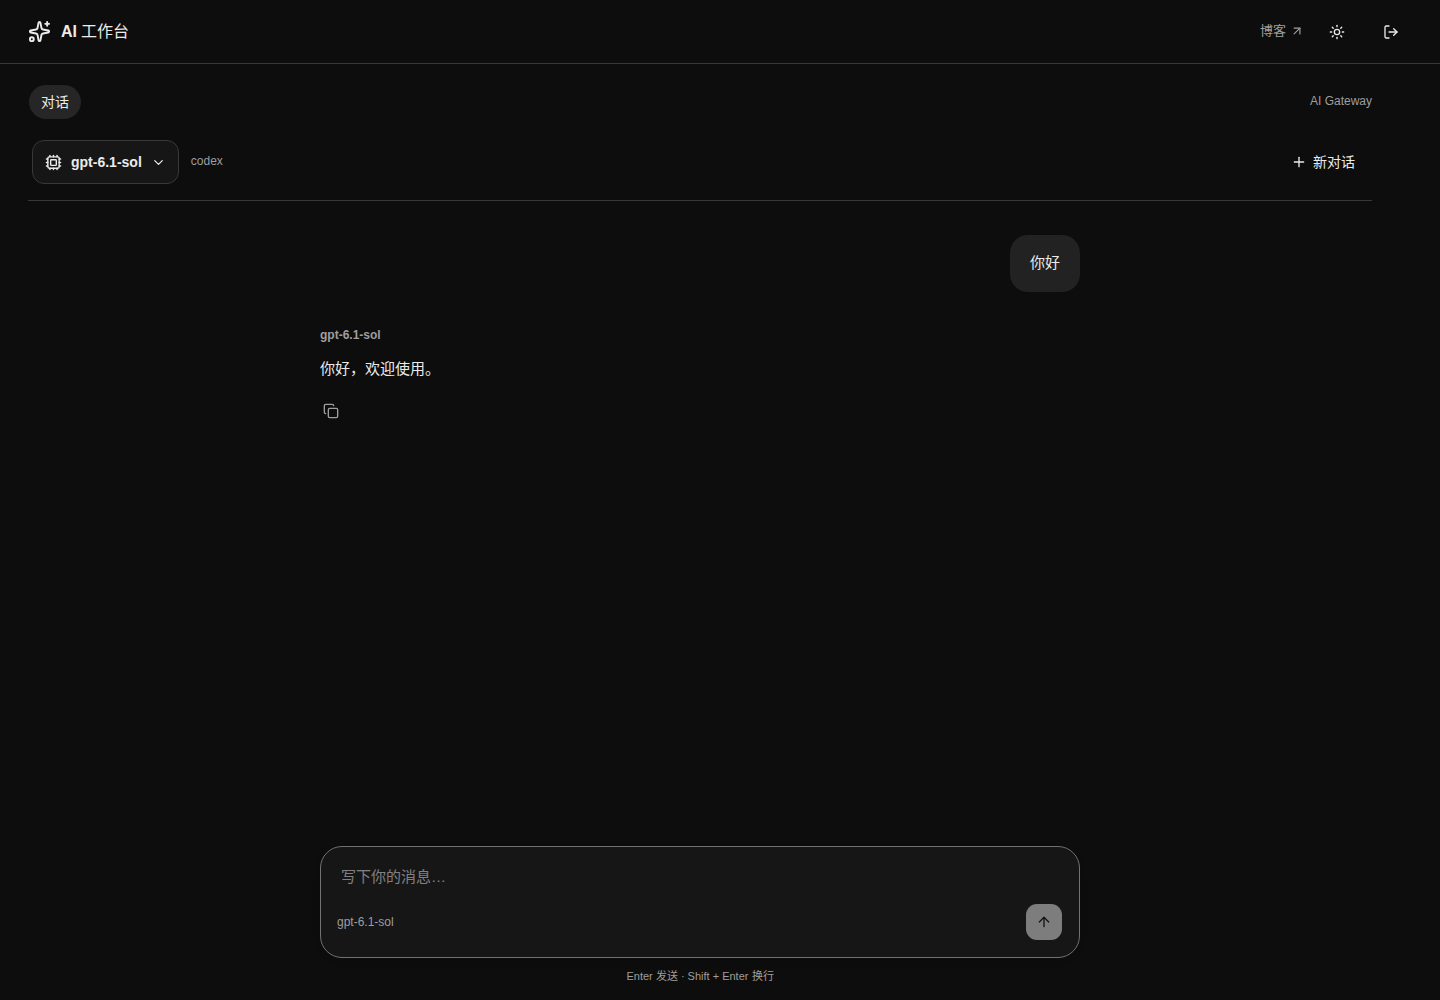 AI 工作台
博客
对话
AI Gateway
gpt-6.1-sol
codex
新对话
你好
gpt-6.1-sol
你好，欢迎使用。
写下你的消息…
gpt-6.1-sol
Enter 发送 · Shift + Enter 换行